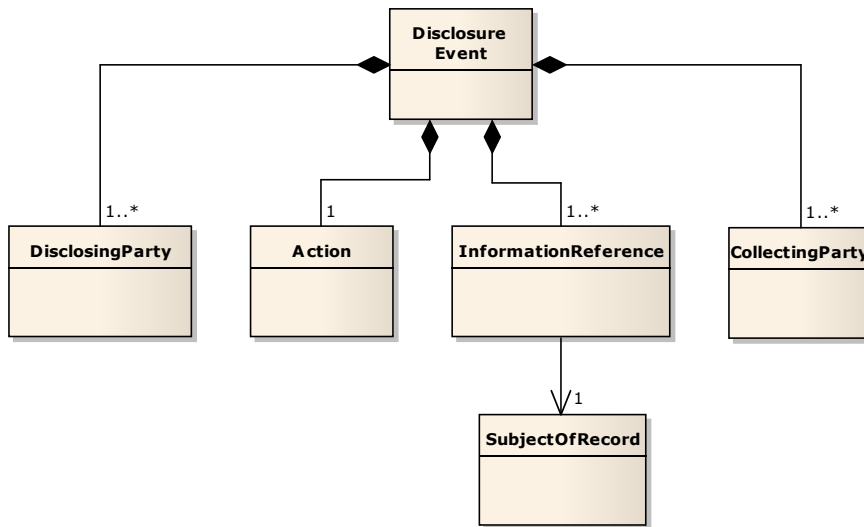 Disclosure
Event
1..*
1
1..*
1..*
DisclosingParty
Action
InformationReference
CollectingParty
1
SubjectOfRecord